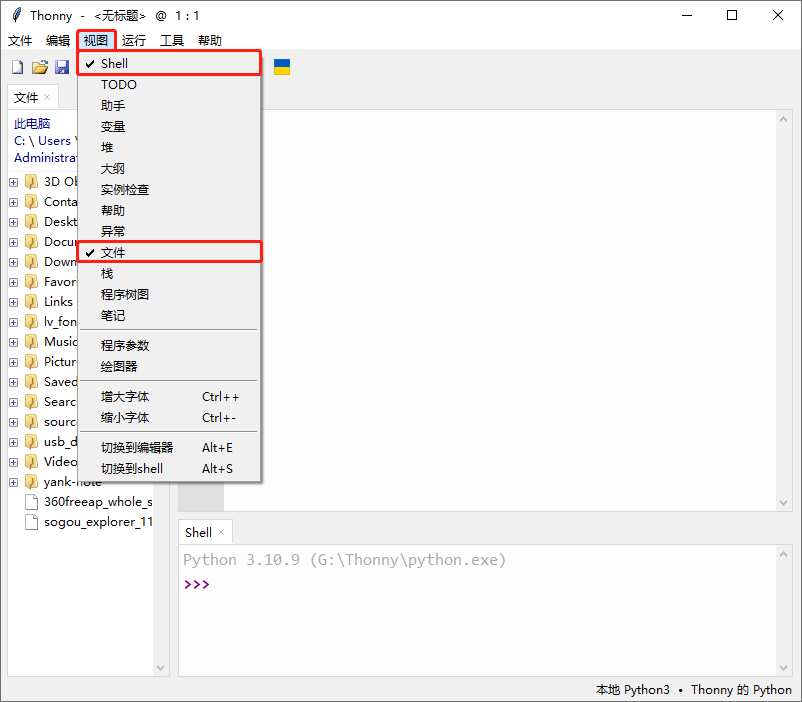 Thonny - <无标题> @ 1 : 1
文件 编辑 视图 运行 工具 帮助
Shell
TODO
助手
变量
堆
大纲
实例检查
帮助
异常
文件
栈
程序树图
笔记
程序参数
绘图器
增大字体 Ctrl++
缩小字体 Ctrl+-
切换到编辑器 Alt+E
切换到shell Alt+S
文件
此电脑
C: \ Users \
Administra
3D Ob
Conta
Deskt
Docu
Down
Favor
Links
lv_fon
Music
Pictur
Saved
Searc
sourc
usb_d
Video
yank-note
360freeap_whole_s
sogou_explorer_11
Shell
Python 3.10.9 (G:\Thonny\python.exe)
>>>
本地 Python3 • Thonny 的 Python